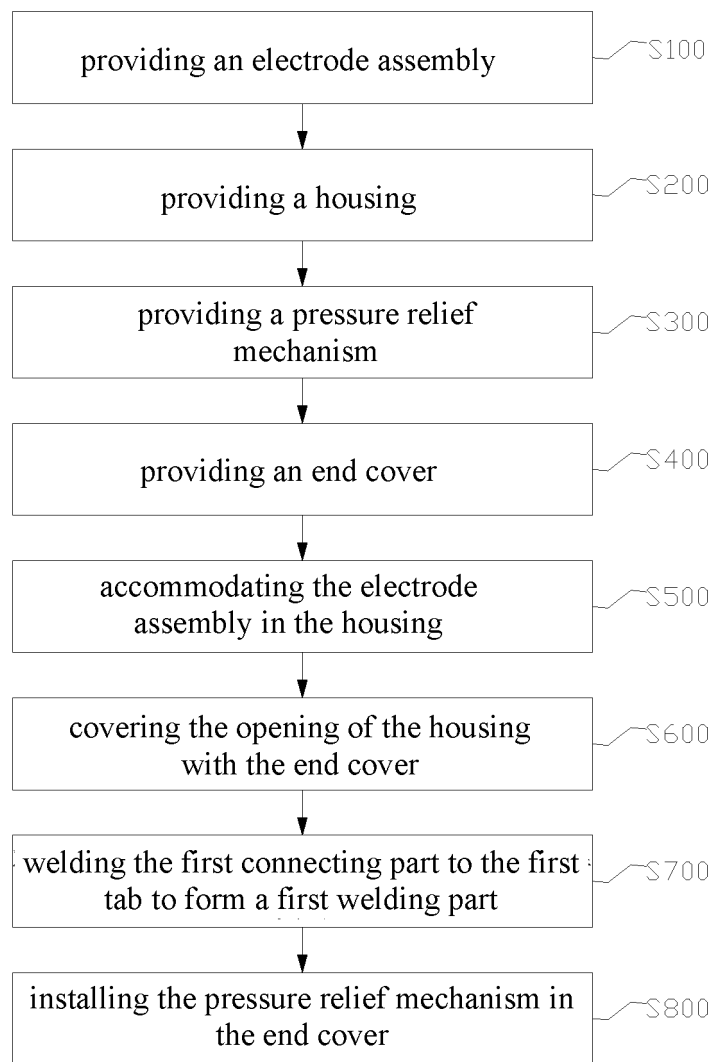 providing an electrode assembly
S100
providing a housing
S200
providing a pressure relief
mechanism
S300
providing an end cover
S400
accommodating the electrode
assembly in the housing
S500
covering the opening of the housing
with the end cover
S600
welding the first connecting part to the first
tab to form a first welding part
S700
installing the pressure relief mechanism in
the end cover
S800